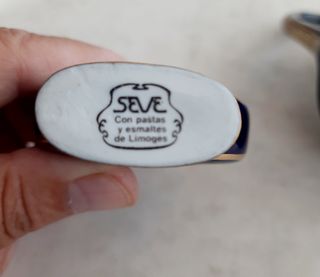 SEVE
Con pastas
y esmaltes
de Limoges